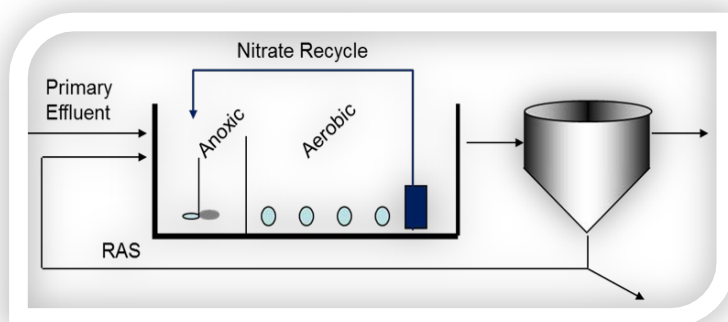 Nitrate Recycle
Primary
Effluent
Anoxic
Aerobic
RAS